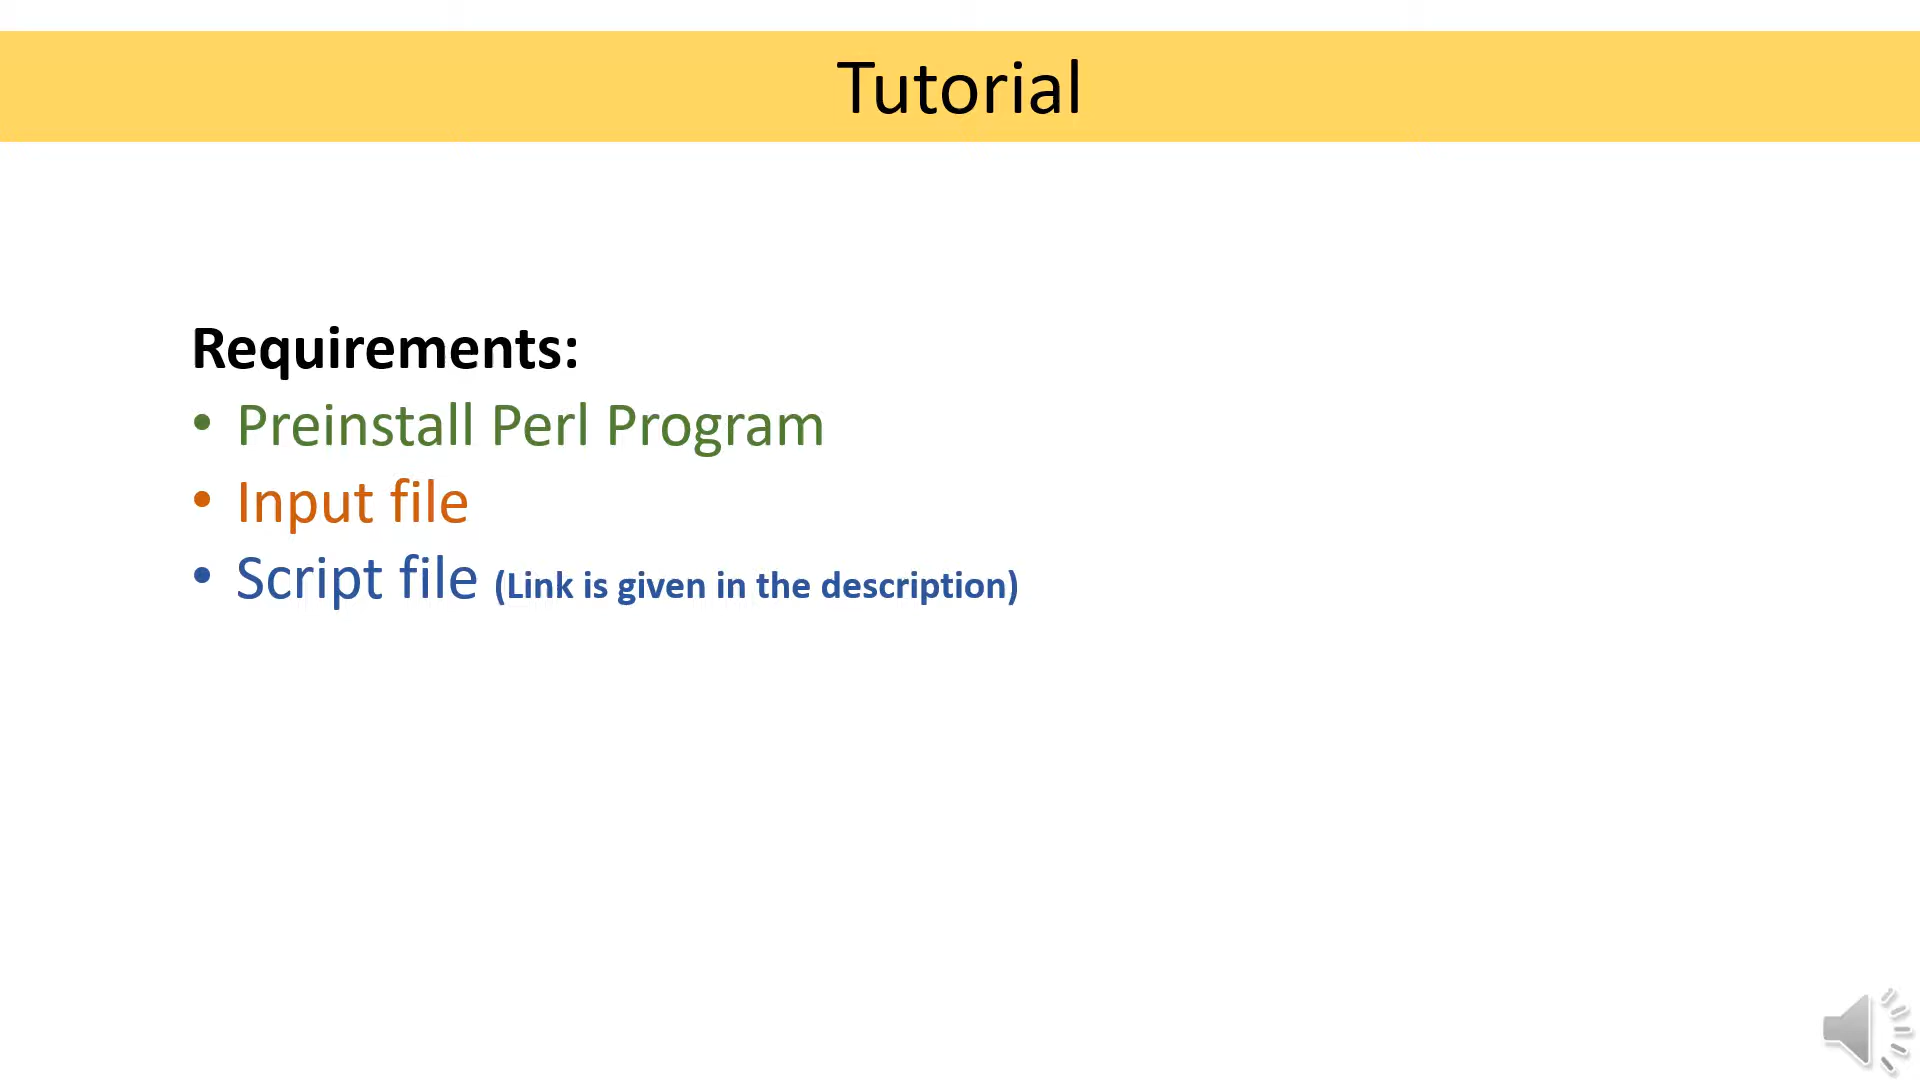 Tutorial
Requirements:
• Preinstall Perl Program
• Input file
• Script file (Link is given in the description)